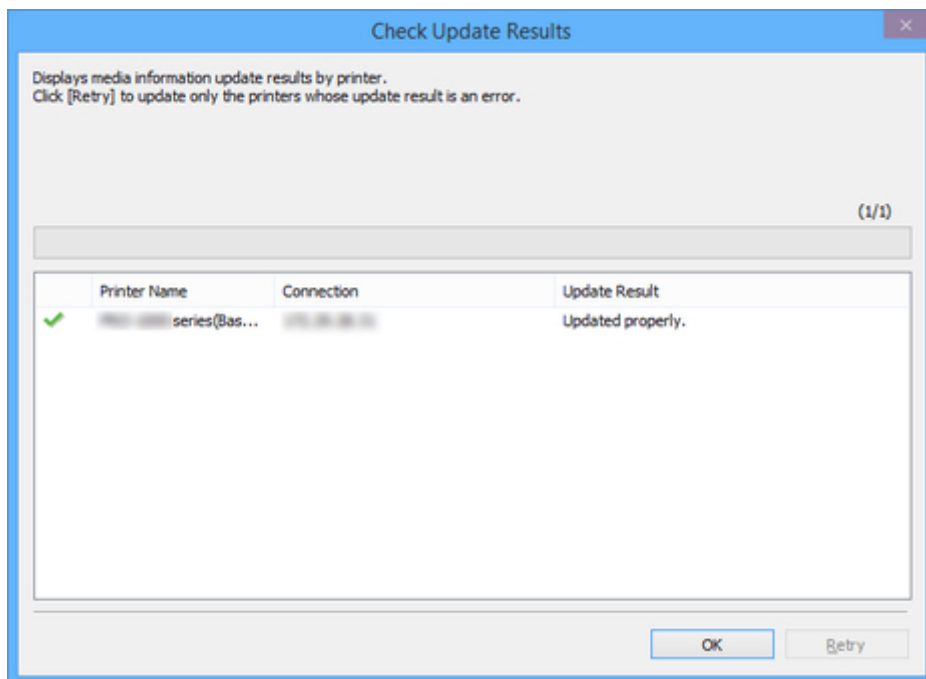 Check Update Results
Displays media information update results by printer.
Click [Retry] to update only the printers whose update result is an error.
(1/1)
Printer Name Connection Update Result
series(Bas... Updated properly.
OK Retry